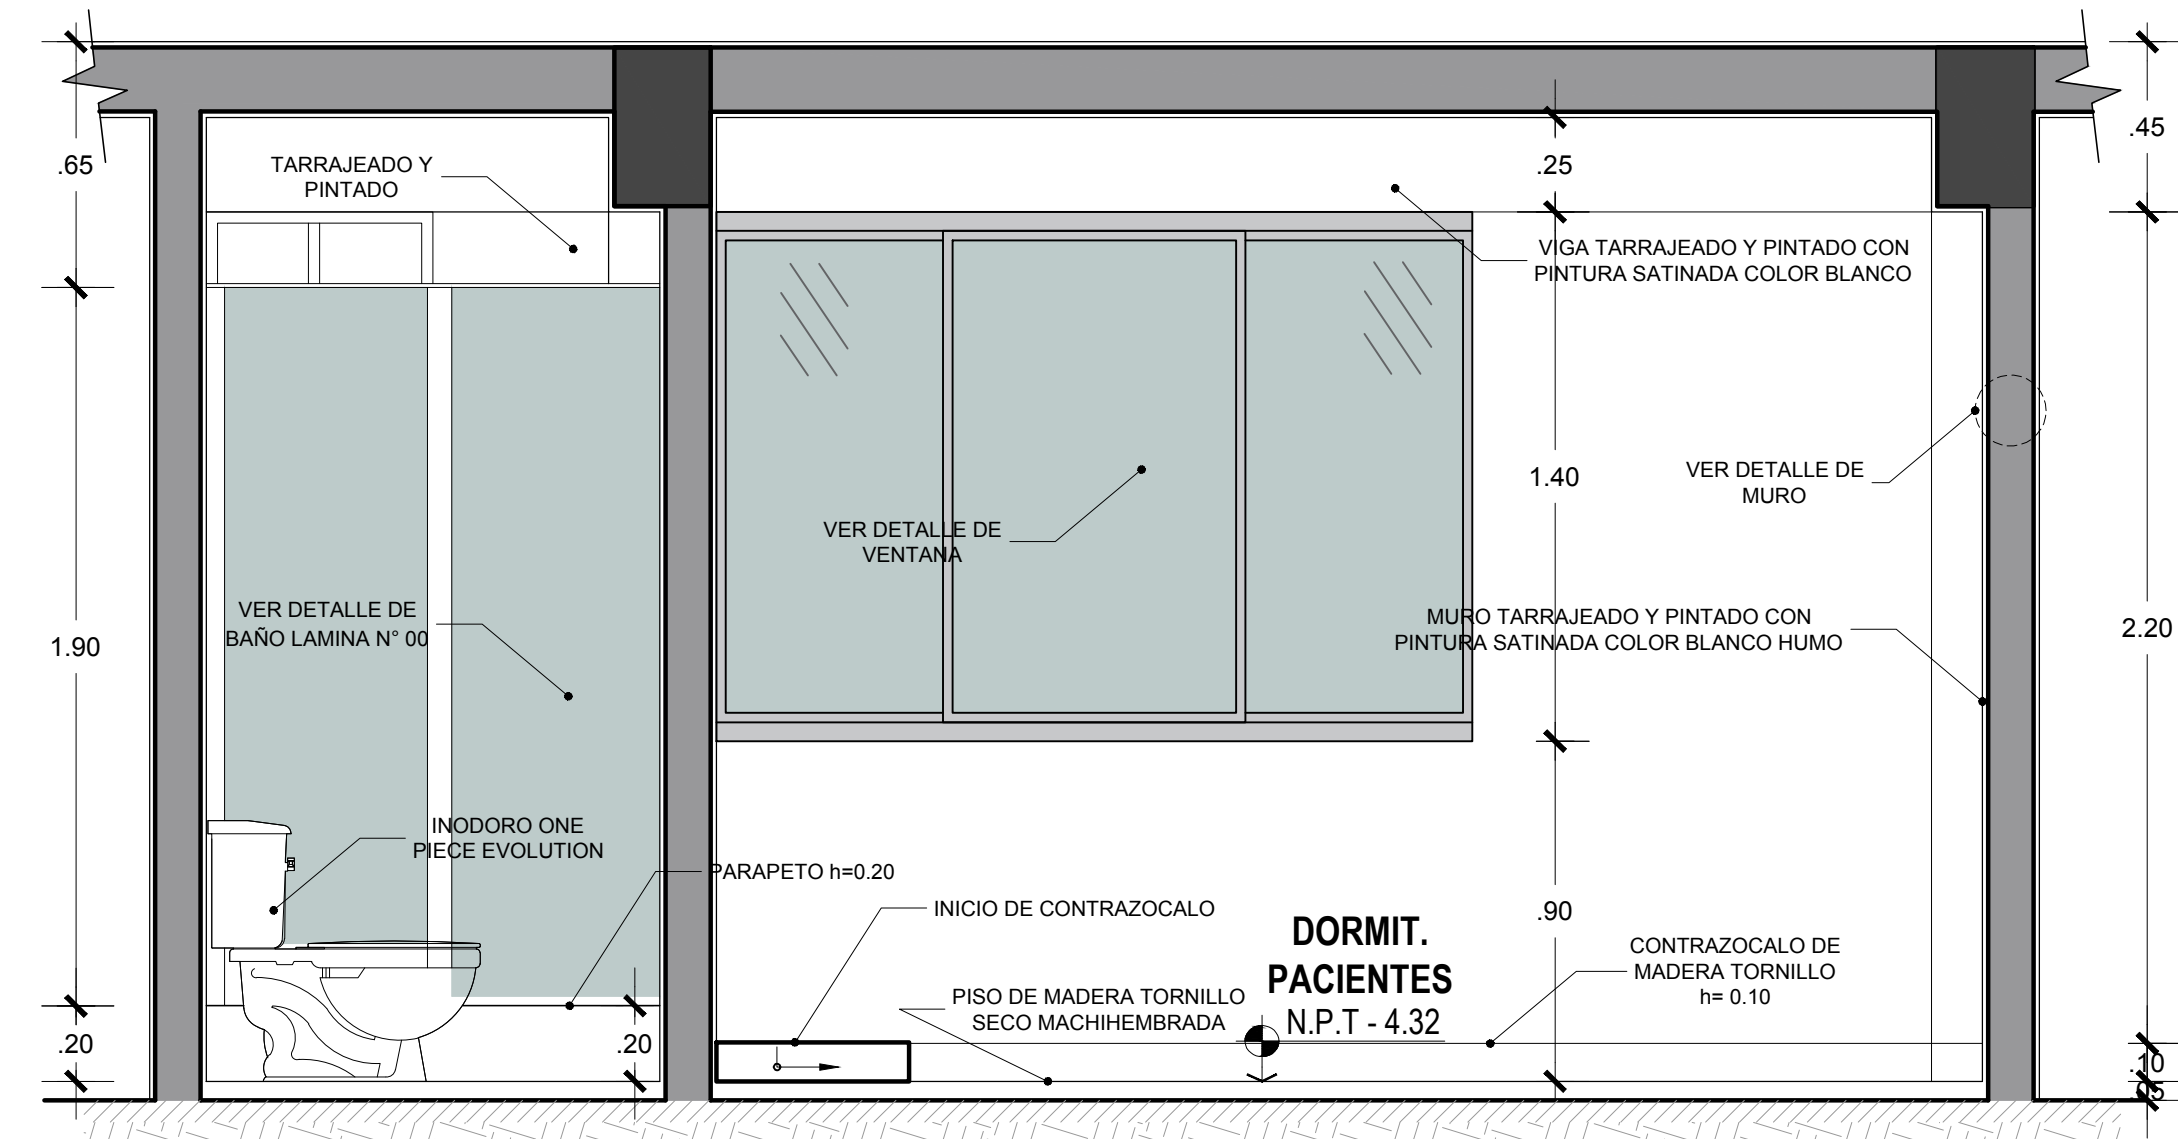 .65
TARRAJEADO Y
PINTADO
.25
.45
VIGA TARRAJEADO Y PINTADO CON
PINTURA SATINADA COLOR BLANCO
1.40
VER DETALLE DE
MURO
VER DETALLE DE
VENTANA
VER DETALLE DE
BAÑO LAMINA N° 00
1.90
MURO TARRAJEADO Y PINTADO CON
PINTURA SATINADA COLOR BLANCO HUMO
2.20
INODORO ONE
PIECE EVOLUTION
PARAPETO h=0.20
INICIO DE CONTRAZOCALO
.90
DORMIT.
PACIENTES
N.P.T - 4.32
CONTRAZOCALO DE
MADERA TORNILLO
h= 0.10
PISO DE MADERA TORNILLO
SECO MACHIHEMBRADA
.20
.20
.10
.05